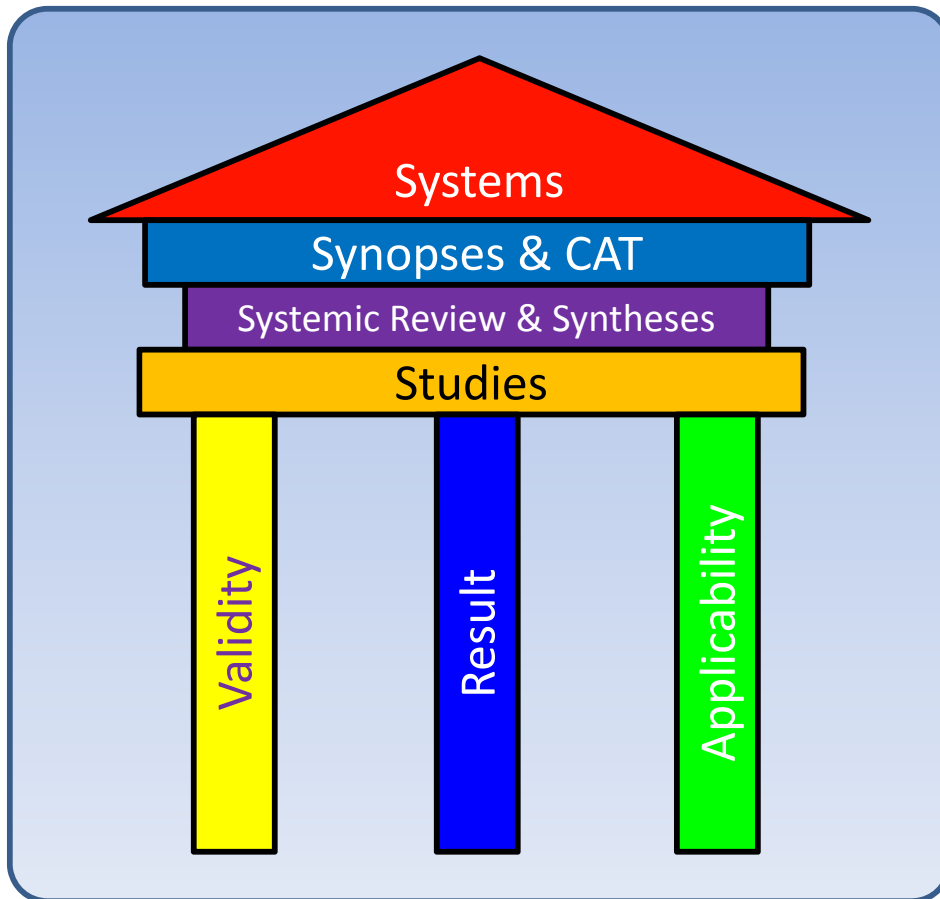 Systems
Synopses & CAT
Systemic Review & Syntheses
Studies
Validity
Result
Applicability